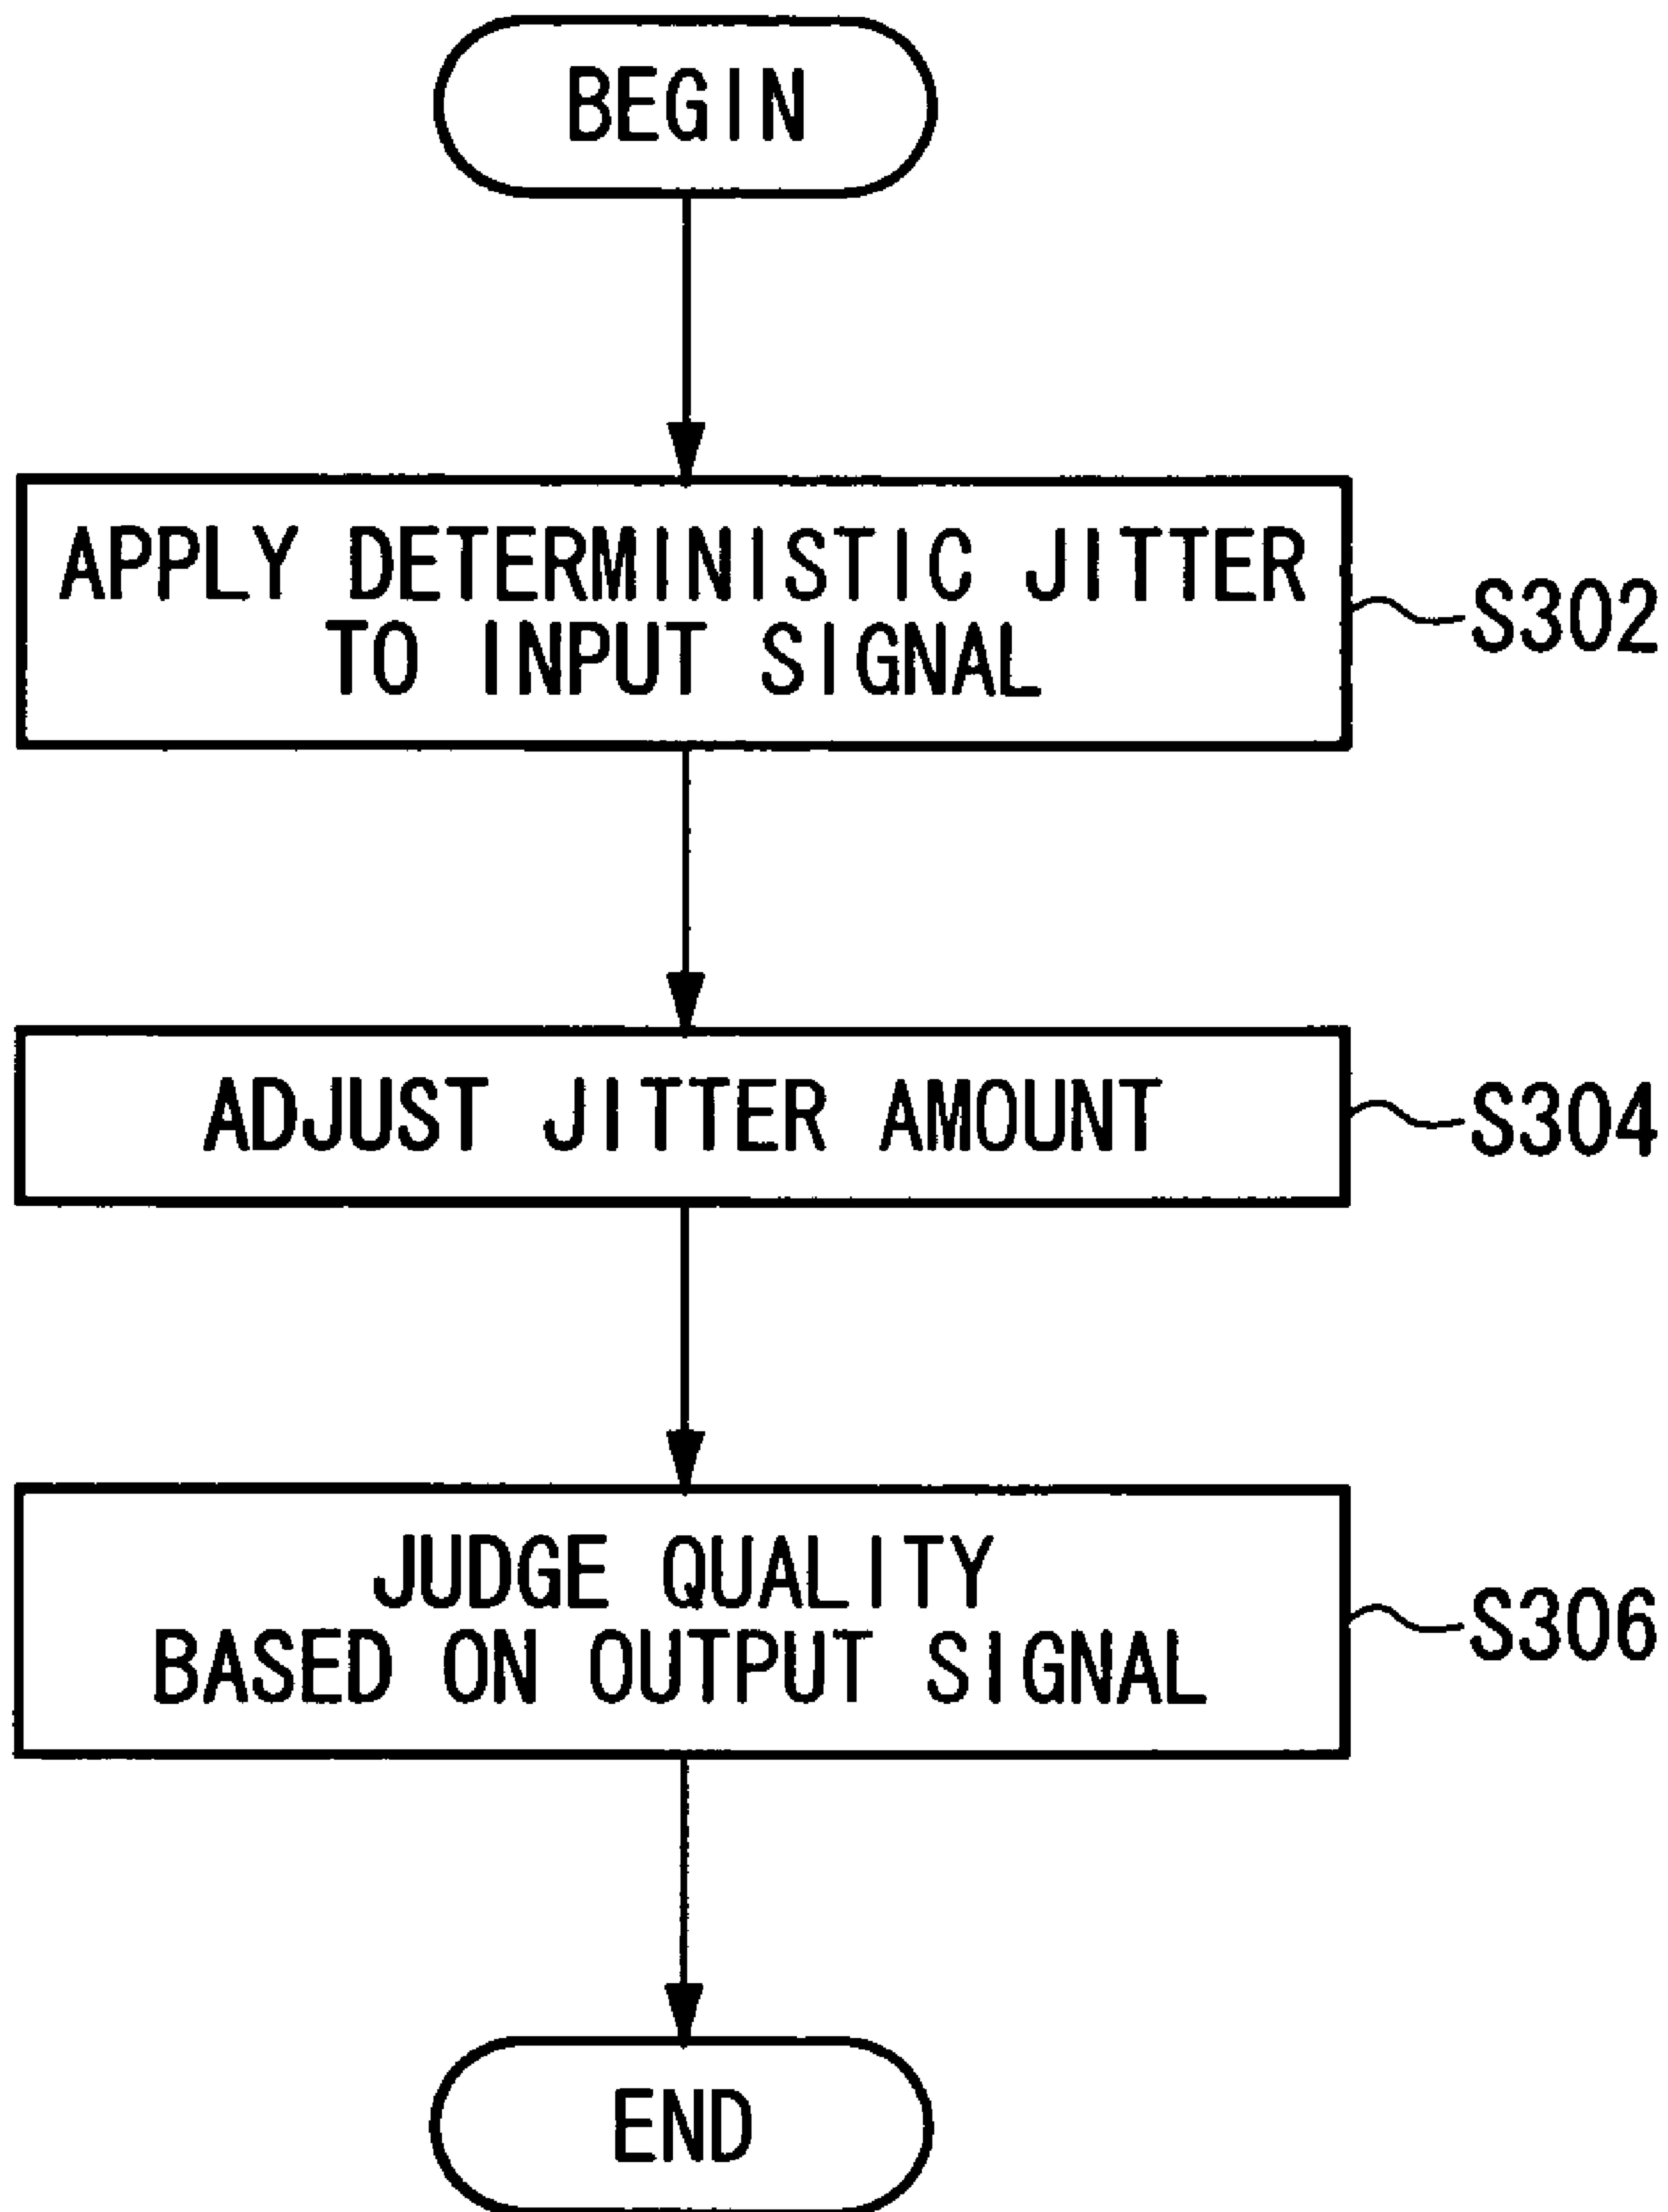 BEGIN
APPLY DETERMINISTIC JITTER
TO INPUT SIGNAL
S302
ADJUST JITTER AMOUNT
S304
JUDGE QUALITY
BASED ON OUTPUT SIGNAL
S306
END